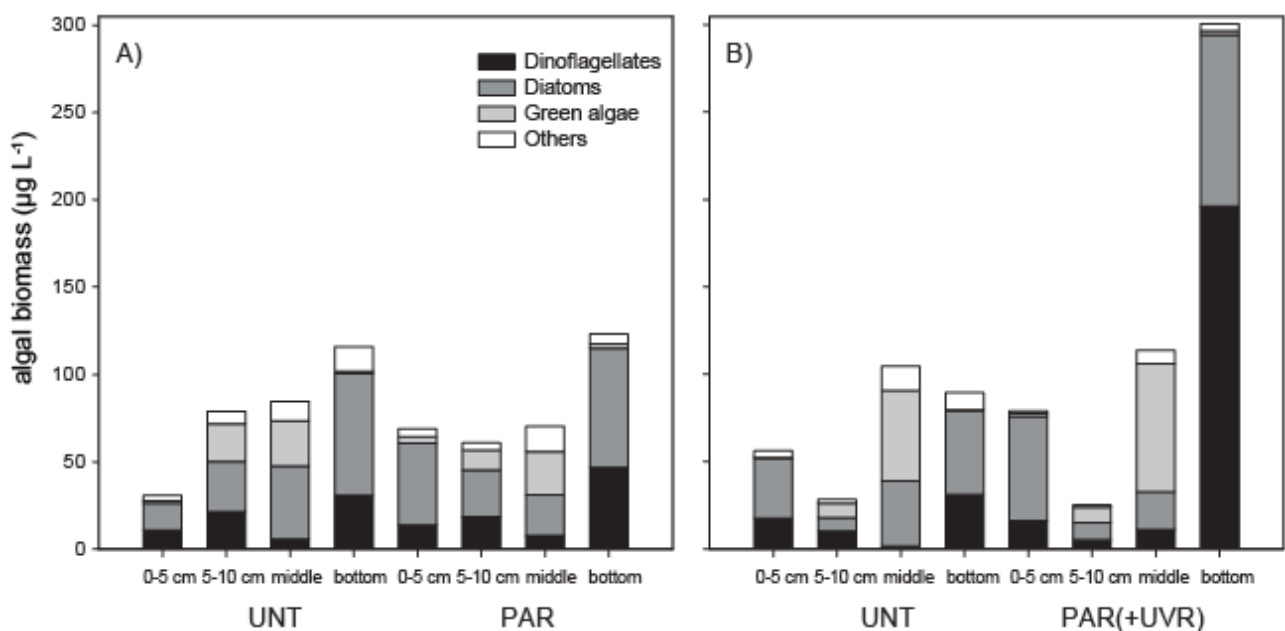 A)
B)
Dinoflagellates
Diatoms
Green algae
Others
algal biomass (µg L⁻¹)
300
250
200
150
100
50
0
0-5 cm 5-10 cm middle bottom 0-5 cm 5-10 cm middle bottom
0-5 cm 5-10 cm middle bottom 0-5 cm 5-10 cm middle bottom
UNT PAR
UNT PAR(+UVR)